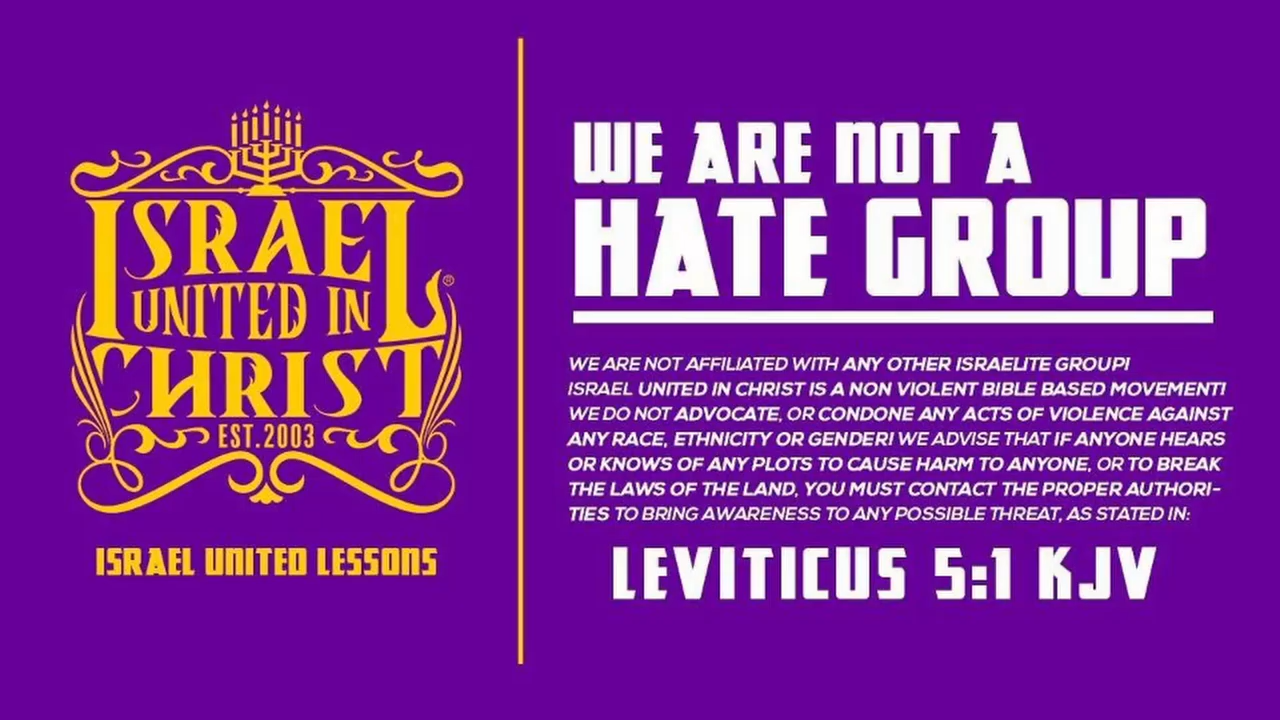 ISRAEL
UNITED IN
CHRIST
EST.2003
®
ISRAEL UNITED LESSONS
WE ARE NOT A
HATE GROUP
WE ARE NOT AFFILIATED WITH ANY OTHER ISRAELITE GROUP!
ISRAEL UNITED IN CHRIST IS A NON VIOLENT BIBLE BASED MOVEMENT!
WE DO NOT ADVOCATE, OR CONDONE ANY ACTS OF VIOLENCE AGAINST
ANY RACE, ETHNICITY OR GENDER! WE ADVISE THAT IF ANYONE HEARS
OR KNOWS OF ANY PLOTS TO CAUSE HARM TO ANYONE, OR TO BREAK
THE LAWS OF THE LAND, YOU MUST CONTACT THE PROPER AUTHORI-
TIES TO BRING AWARENESS TO ANY POSSIBLE THREAT, AS STATED IN:
LEVITICUS 5:1 KJV